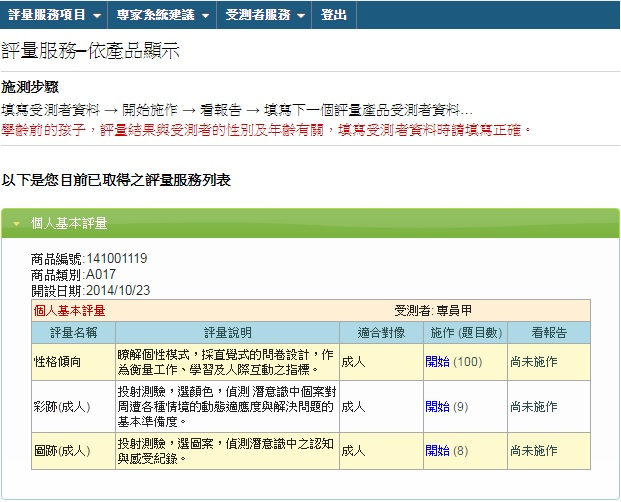 評量服務項目 專家系統建議 受測者服務 登出
評量服務–依產品顯示
施測步驟
填寫受測者資料 → 開始施作 → 看報告 → 填寫下一個評量產品受測者資料...
學齡前的孩子，評量結果與受測者的性別及年齡有關，填寫受測者資料時請填寫正確。
以下是您目前已取得之評量服務列表
個人基本評量
商品編號:141001119
商品類別:A017
開設日期:2014/10/23
個人基本評量 受測者: 專員甲
評量名稱 評量說明 適合對像 施作 (題目數) 看報告
性格傾向 瞭解個性模式，採直覺式的問卷設計，作 成人 開始 (100) 尚未施作
為衡量工作、學習及人際互動之指標。
彩跡(成人) 投射測驗，選顏色，偵測 潛意識中個案對 成人 開始 (9) 尚未施作
周遭各種情境的動態適應度與解決問題的
基本準備度。
圖跡(成人) 投射測驗，選圖案，偵測潛意識中之認知 成人 開始 (8) 尚未施作
與感受紀錄。